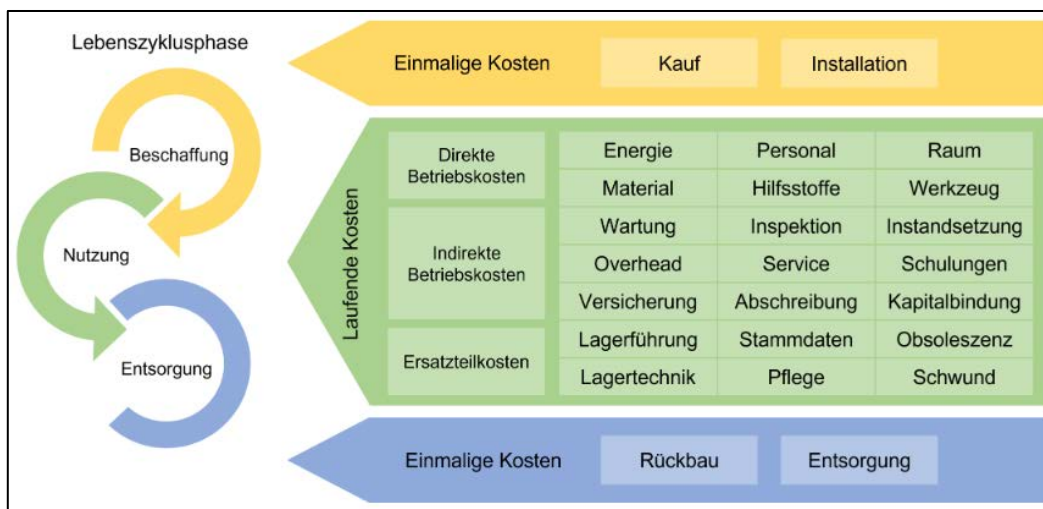 Lebenszyklusphase
Beschaffung
Nutzung
Entsorgung
Einmalige Kosten Kauf Installation
Laufende Kosten
Direkte
Betriebskosten
Indirekte
Betriebskosten
Ersatzteilkosten
Energie Personal Raum
Material Hilfsstoffe Werkzeug
Wartung Inspektion Instandsetzung
Overhead Service Schulungen
Versicherung Abschreibung Kapitalbindung
Lagerführung Stammdaten Obsoleszenz
Lagertechnik Pflege Schwund
Einmalige Kosten Rückbau Entsorgung